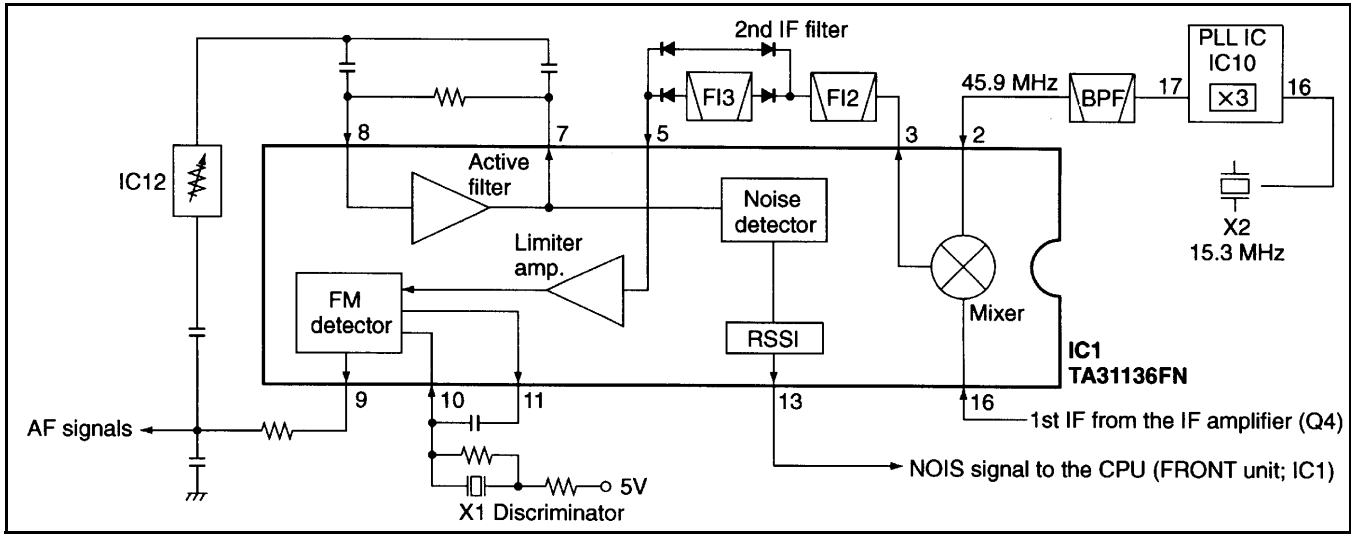 2nd IF filter
PLL IC
IC10
×3
45.9 MHz
BPF
17
16
FI3
FI2
8
7
5
3
2
IC12
Active
filter
Noise
detector
X2
15.3 MHz
Limiter
amp.
FM
detector
Mixer
RSSI
IC1
TA31136FN
9
10
11
13
16
AF signals
1st IF from the IF amplifier (Q4)
NOIS signal to the CPU (FRONT unit; IC1)
5V
X1 Discriminator